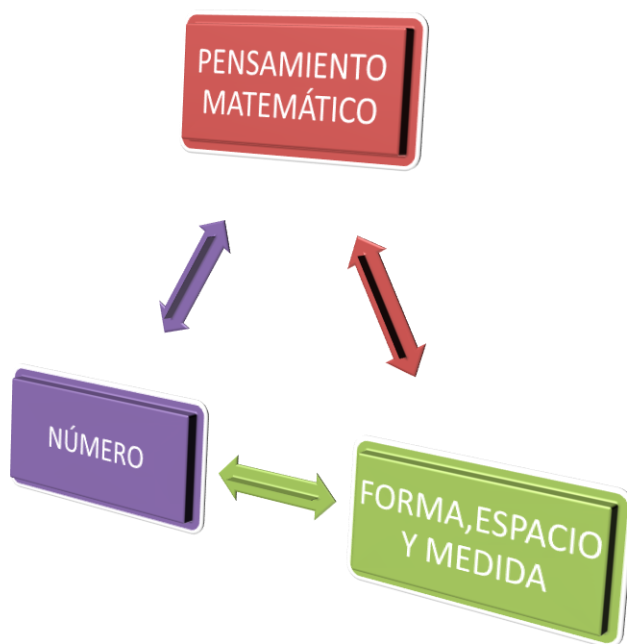 PENSAMIENTO
MATEMÁTICO
NÚMERO
FORMA,ESPACIO
Y MEDIDA